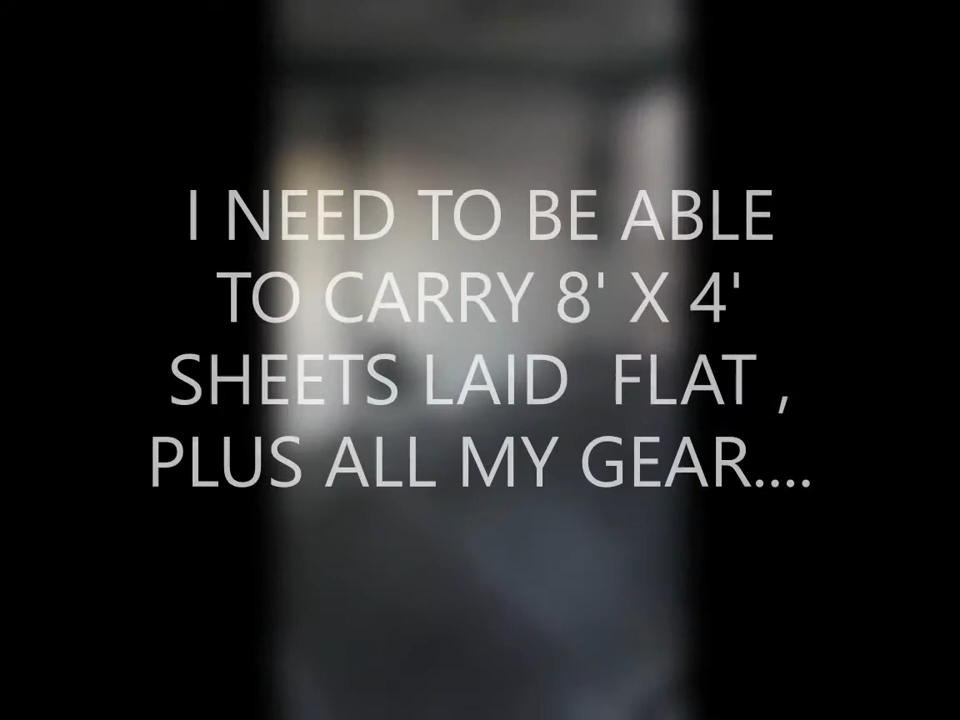 I NEED TO BE ABLE
TO CARRY 8' X 4'
SHEETS LAID  FLAT ,
PLUS ALL MY GEAR....